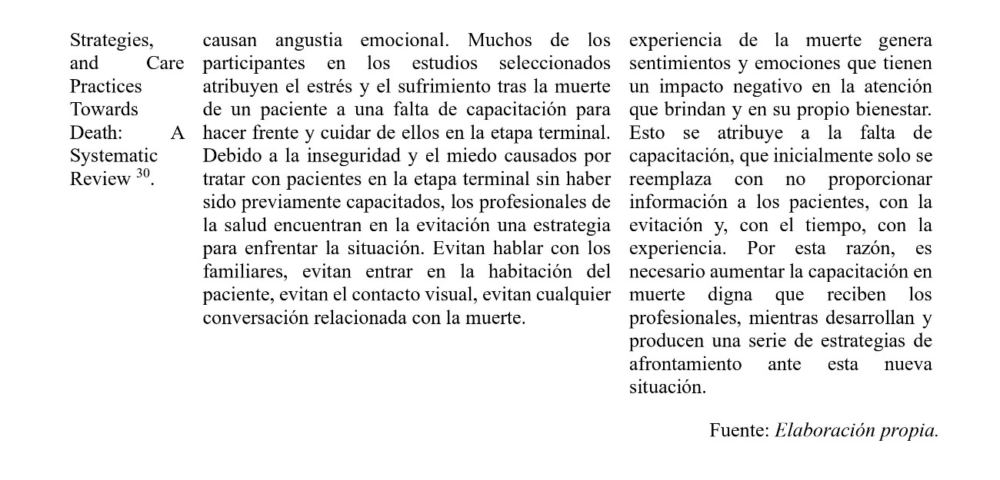 Strategies,
and Care
Practices
Towards
Death: A
Systematic
Review 30.
causan angustia emocional. Muchos de los
participantes en los estudios seleccionados
atribuyen el estrés y el sufrimiento tras la muerte
de un paciente a una falta de capacitación para
hacer frente y cuidar de ellos en la etapa terminal.
Debido a la inseguridad y el miedo causados por
tratar con pacientes en la etapa terminal sin haber
sido previamente capacitados, los profesionales de
la salud encuentran en la evitación una estrategia
para enfrentar la situación. Evitan hablar con los
familiares, evitan entrar en la habitación del
paciente, evitan el contacto visual, evitan cualquier
conversación relacionada con la muerte.
experiencia de la muerte genera
sentimientos y emociones que tienen
un impacto negativo en la atención
que brindan y en su propio bienestar.
Esto se atribuye a la falta de
capacitación, que inicialmente solo se
reemplaza con no proporcionar
información a los pacientes, con la
evitación y, con el tiempo, con la
experiencia. Por esta razón, es
necesario aumentar la capacitación en
muerte digna que reciben los
profesionales, mientras desarrollan y
producen una serie de estrategias de
afrontamiento ante esta nueva
situación.
Fuente: Elaboración propia.